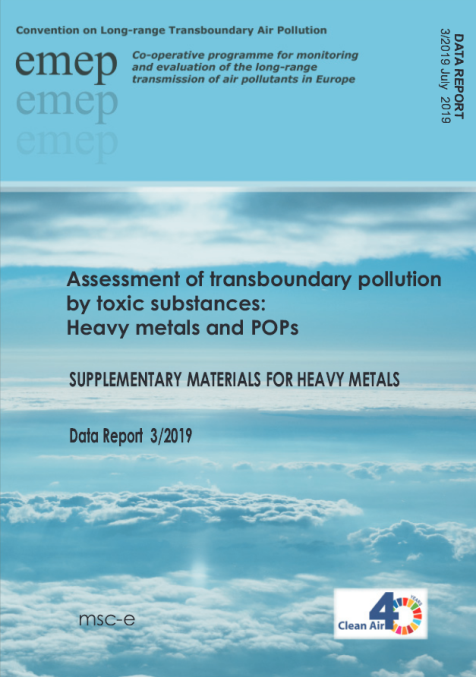 Convention on Long-range Transboundary Air Pollution
emep
Co-operative programme for monitoring
and evaluation of the long-range
transmission of air pollutants in Europe
emep
emep
DATA REPORT
3/2019 July 2019
Assessment of transboundary pollution
by toxic substances:
Heavy metals and POPs
SUPPLEMENTARY MATERIALS FOR HEAVY METALS
Data Report 3/2019
msc-e
40
YEARS
Clean Air